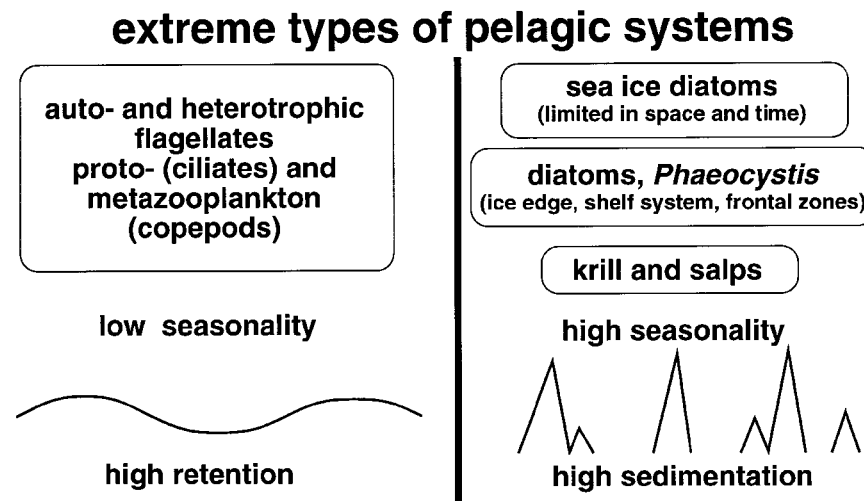 extreme types of pelagic systems
auto- and heterotrophic
flagellates
proto- (ciliates) and
metazooplankton
(copepods)
low seasonality
high retention
sea ice diatoms
(limited in space and time)
diatoms, Phaeocystis
(ice edge, shelf system, frontal zones)
krill and salps
high seasonality
high sedimentation